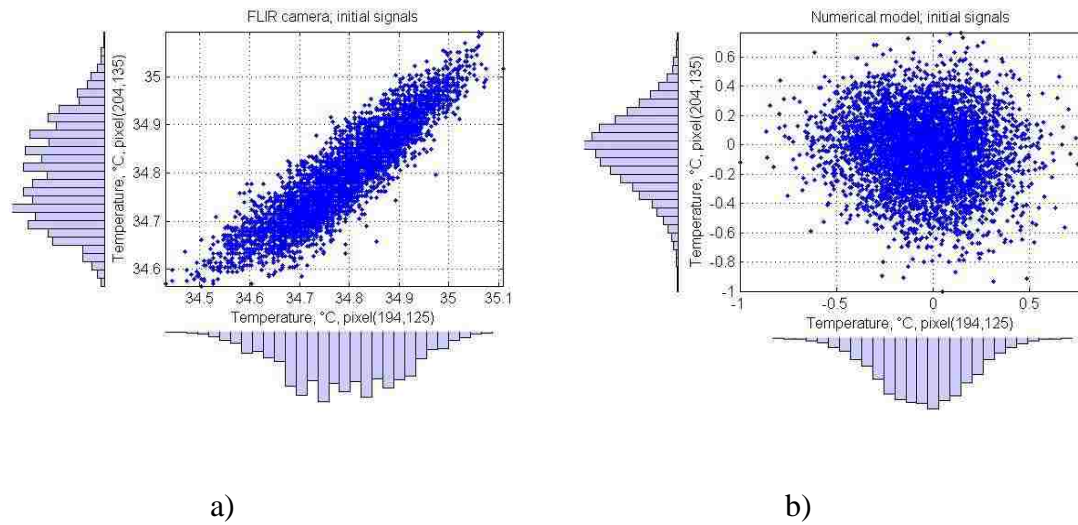 FLIR camera; initial signals
Temperature, °C, pixel(204,135)
35
34.9
34.8
34.7
34.6
34.5 34.6 34.7 34.8 34.9 35 35.1
Temperature, °C, pixel(194,125)
a)
Numerical model; initial signals
Temperature, °C, pixel(204,135)
0.6
0.4
0.2
0
-0.2
-0.4
-0.6
-0.8
-1
-1 -0.5 0 0.5
Temperature, °C, pixel(194,125)
b)